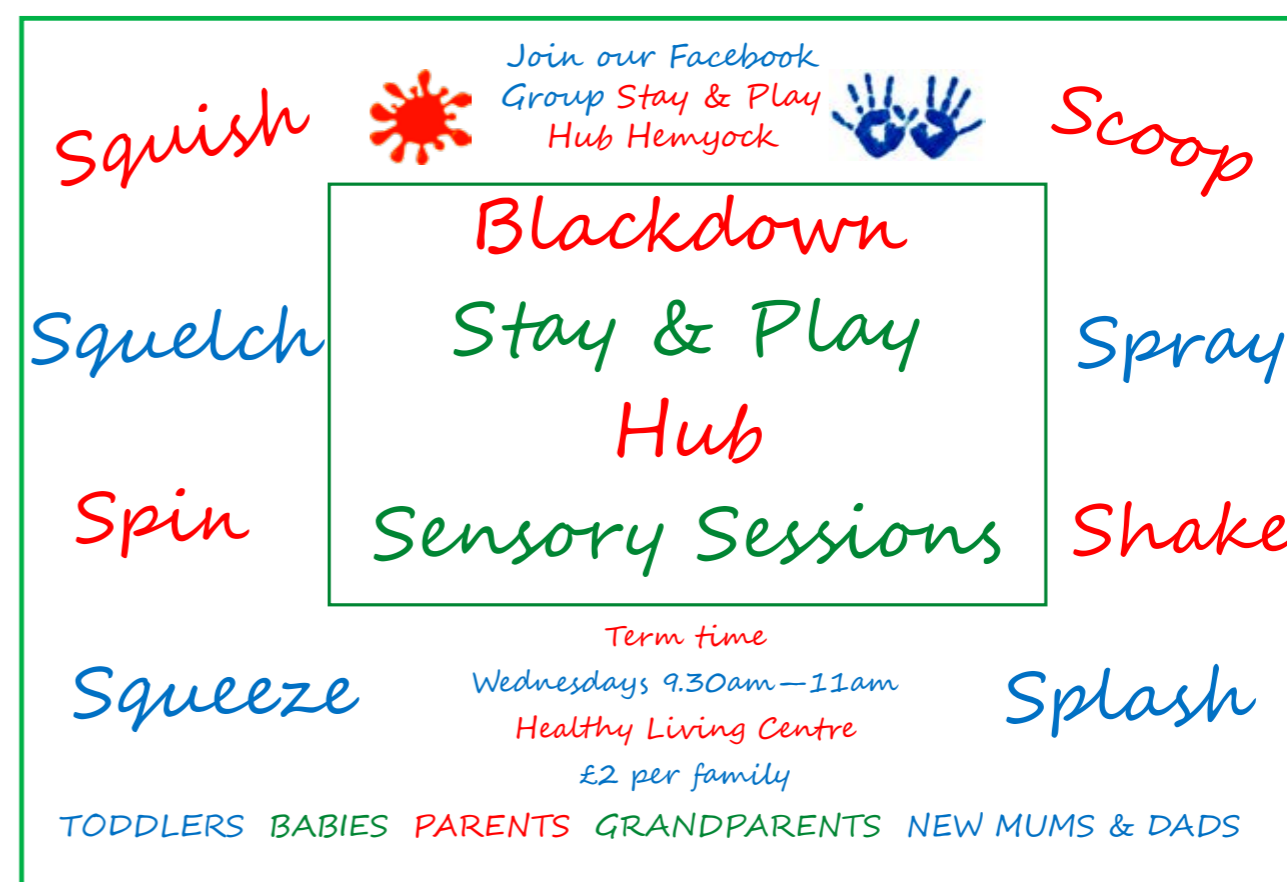 Join our Facebook
Group Stay & Play
Hub Hemyock
Squish
Scoop
Blackdown
Stay & Play
Hub
Sensory Sessions
Squelch
Spray
Spin
Shake
Squeeze
Splash
Term time
Wednesdays 9.30am—11am
Healthy Living Centre
£2 per family
TODDLERS BABIES PARENTS GRANDPARENTS NEW MUMS & DADS